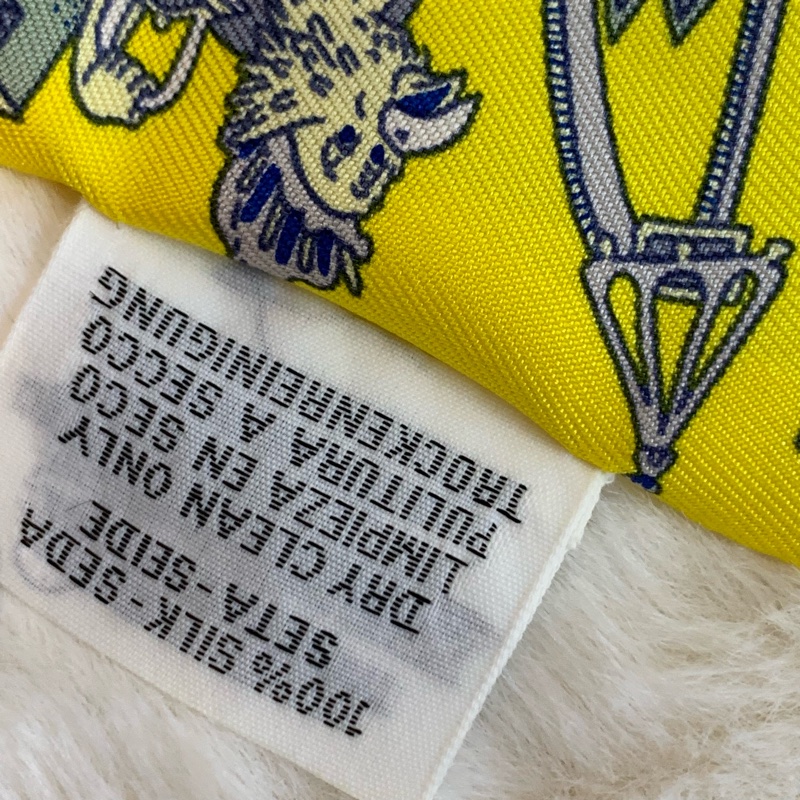 100% SILK-SEDA
SETA-SEIDE
DRY CLEAN ONLY
LIMPIEZA EN SECO
PULITURA A SECCO
TROCKENREINIGUNG